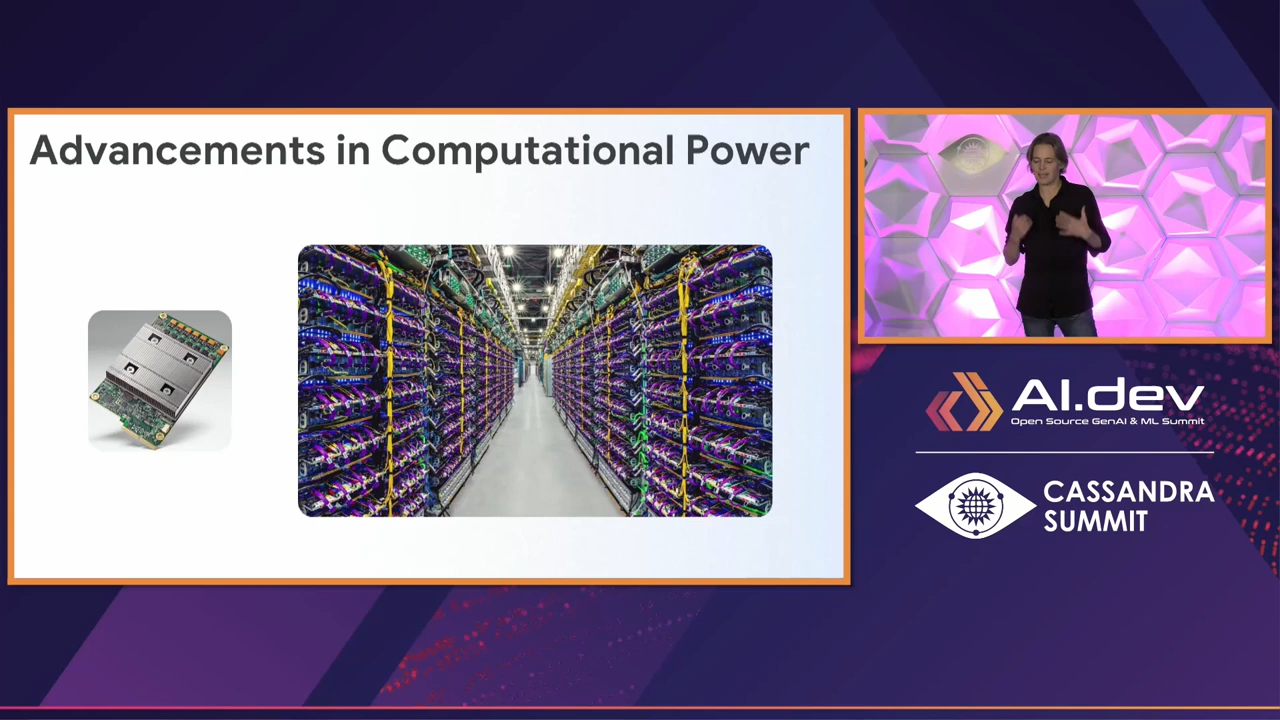 Advancements in Computational Power
AI.dev
Open Source GenAI & ML Summit
CASSANDRA
SUMMIT